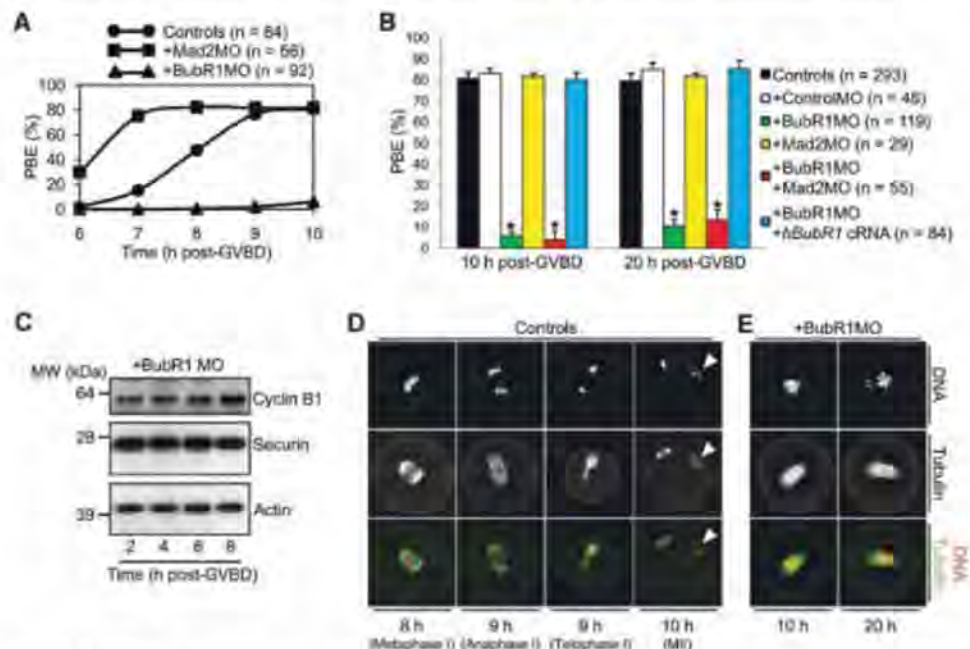 A
Controls (n = 64)
+Mad2MO (n = 56)
+BubR1MO (n = 92)
PBE (%)
100
80
60
40
20
0
6 7 8 9 10
Time (h post-GVBD)
B
PBE (%)
100
90
80
70
60
50
40
30
20
10
0
* * * *
10 h post-GVBD 20 h post-GVBD
Controls (n = 293)
+ControlMO (n = 48)
+BubR1MO (n = 119)
+Mad2MO (n = 29)
+BubR1MO
+Mad2MO (n = 55)
+BubR1MO
+hBubR1 cRNA (n = 84)
C
+BubR1 MO
MW (kDa)
64 Cyclin B1
28 Securin
39 Actin
2 4 6 8
Time (h post-GVBD)
D
Controls
8 h 9 h 9 h 10 h
(Metaphase I) (Anaphase I) (Telophase I) (MII)
E
+BubR1MO
DNA
Tubulin
DNA
Tubulin
10 h 20 h